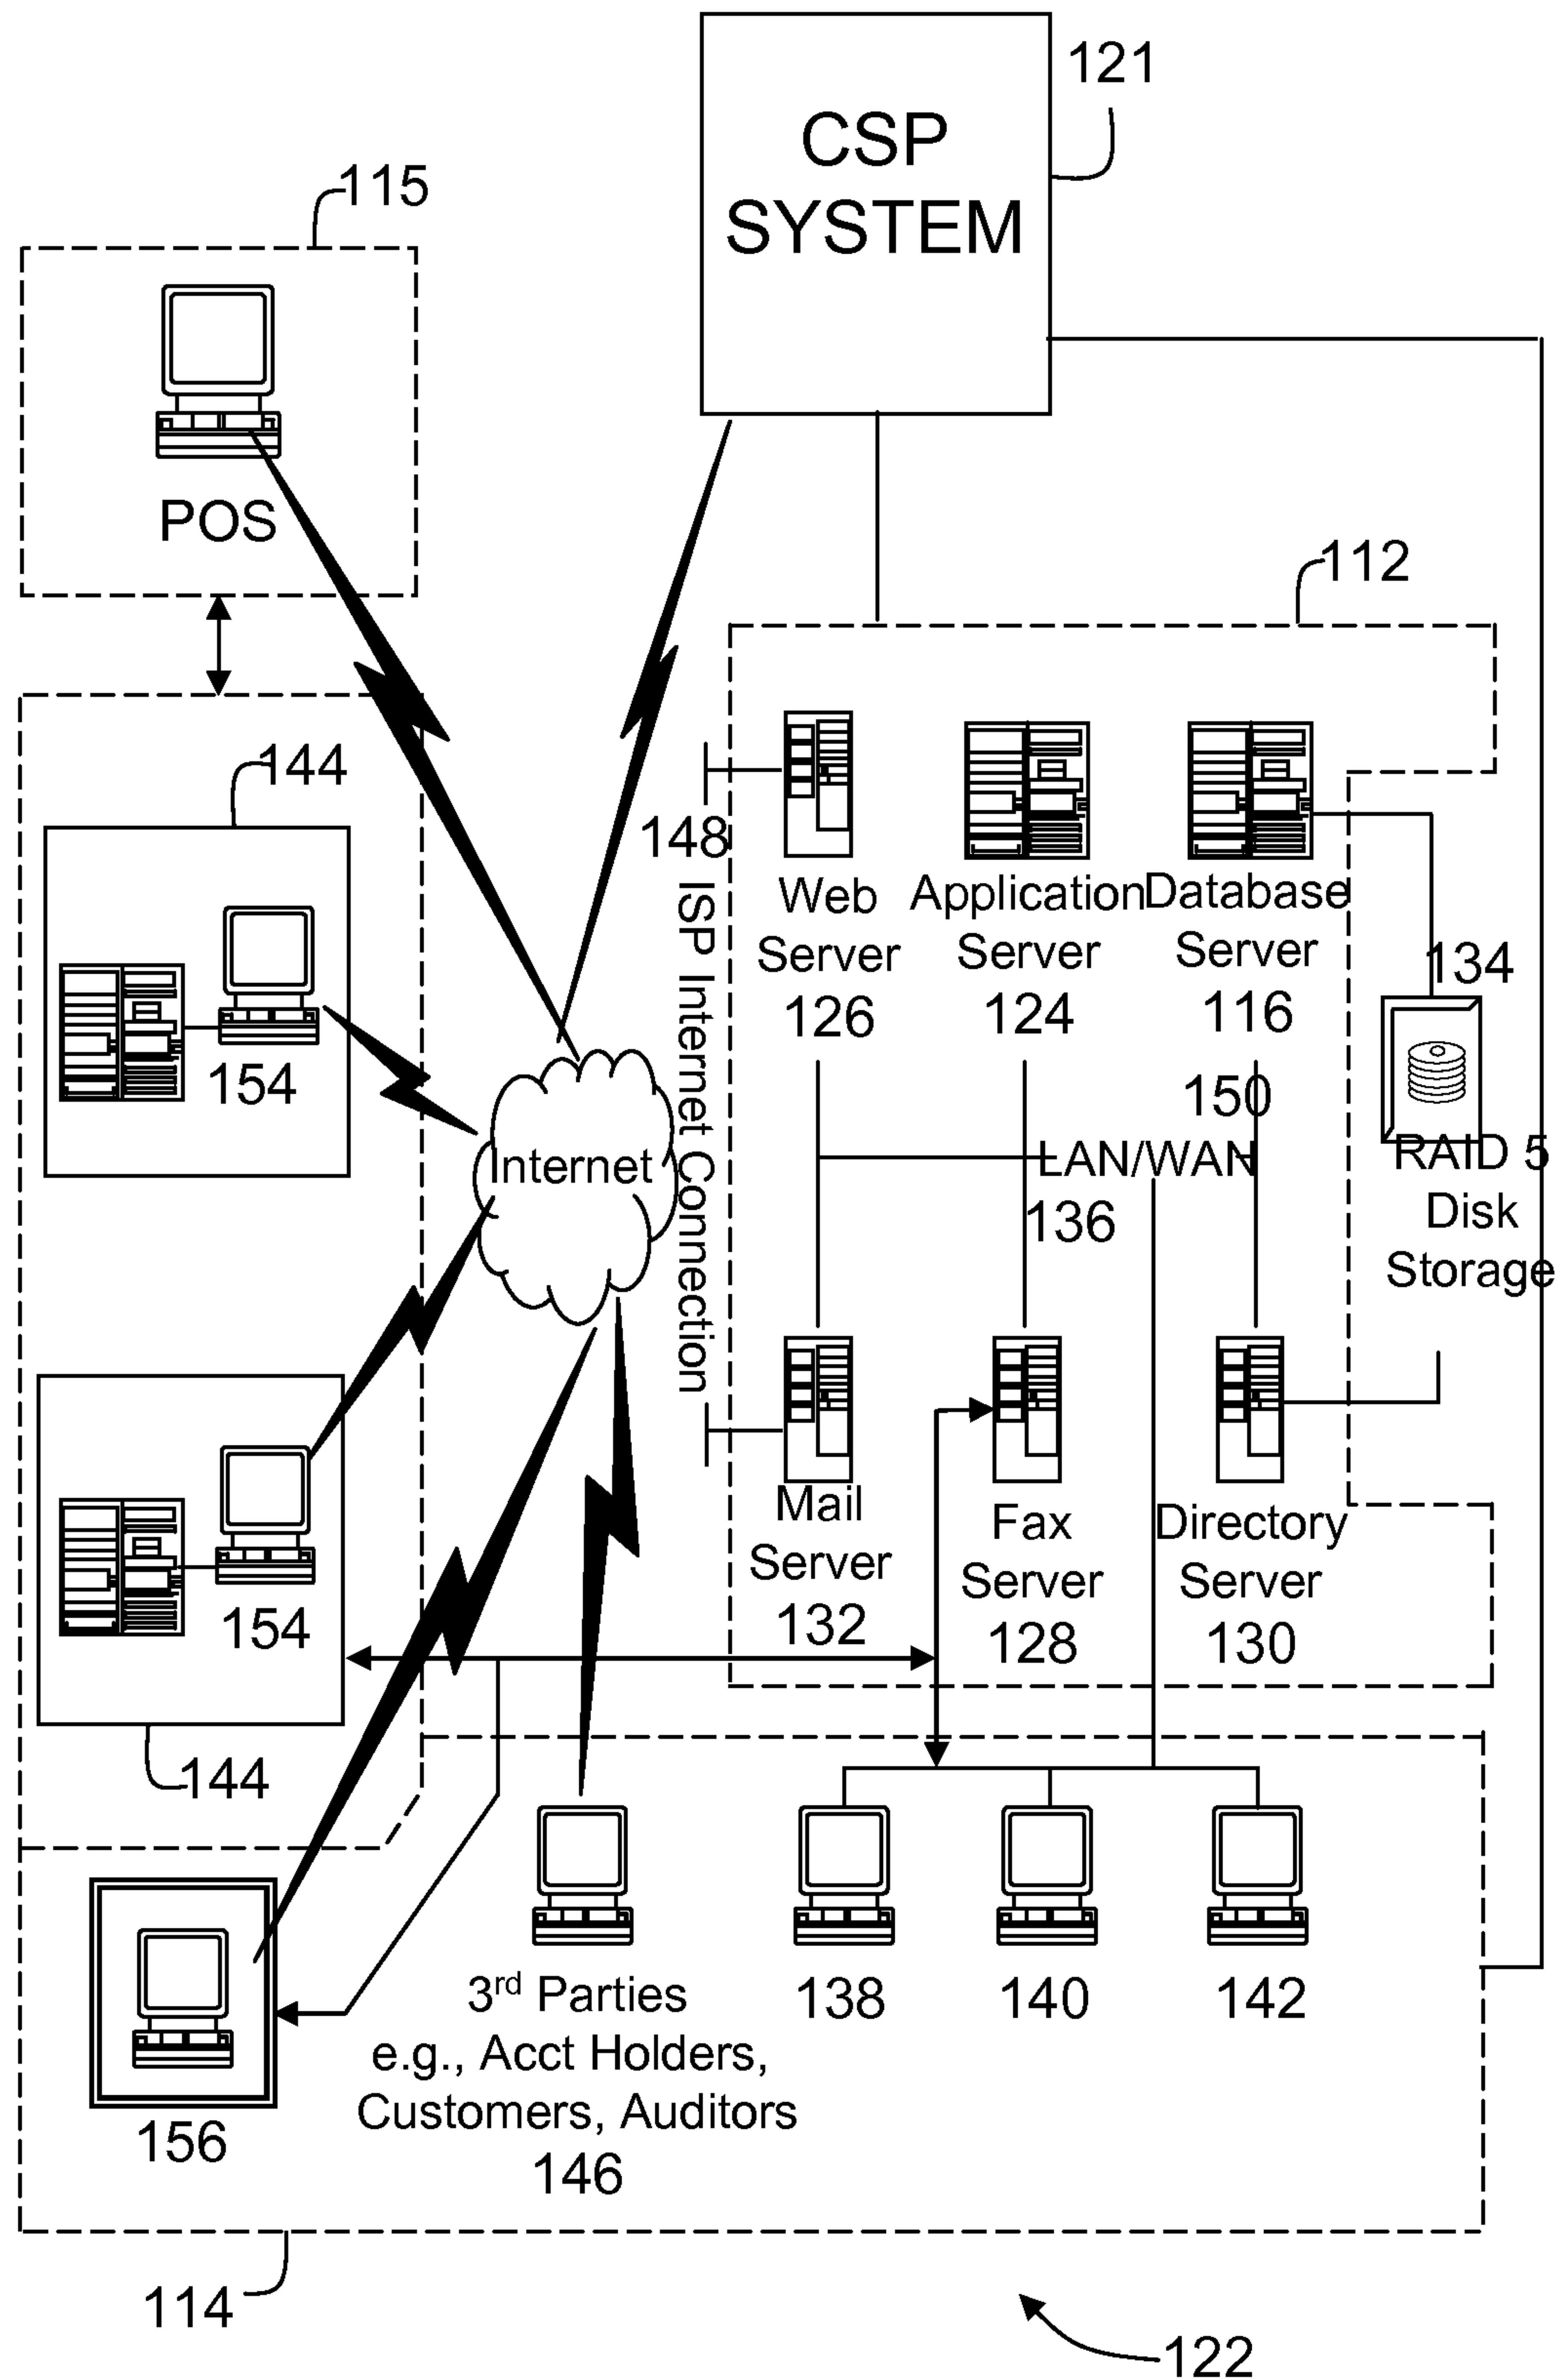 121
CSP
SYSTEM
115
POS
112
144
148
ISP Internet Connection
Web
Server
126
Application
Server
124
Database
Server
116
134
154
150
Internet
LAN/WAN
136
RAID 5
Disk
Storage
Mail
Server
132
Fax
Server
128
Directory
Server
130
154
144
156
3rd Parties
e.g., Acct Holders,
Customers, Auditors
146
138
140
142
114
122